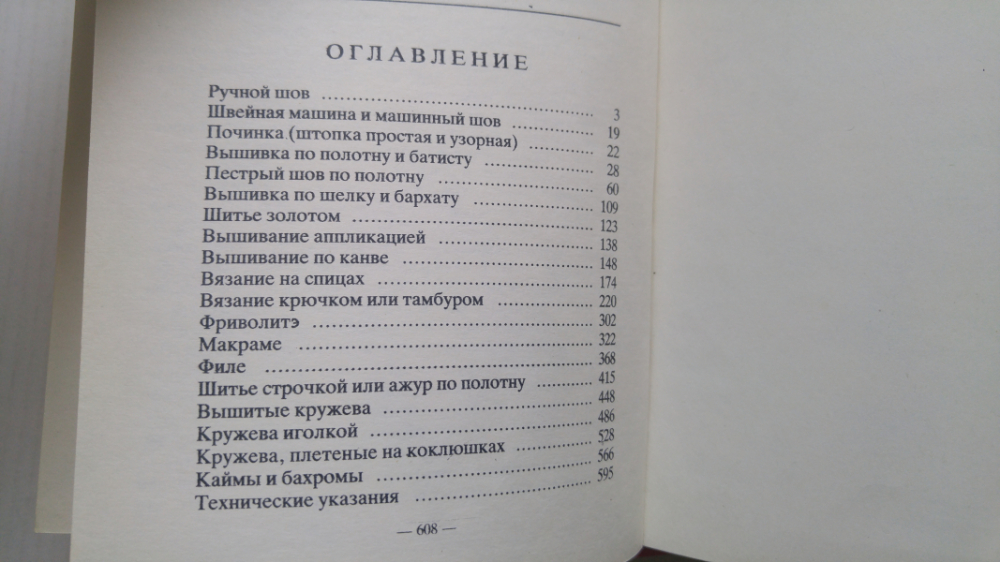 ОГЛАВЛЕНИЕ
Ручной шов ........ 3
Швейная машина и машинный шов ........ 19
Починка (штопка простая и узорная) ........ 22
Вышивка по полотну и батисту ........ 28
Пестрый шов по полотну ........ 60
Вышивка по шелку и бархату ........ 109
Шитье золотом ........ 123
Вышивание аппликацией ........ 138
Вышивание по канве ........ 148
Вязание на спицах ........ 174
Вязание крючком или тамбуром ........ 220
Фриволитэ ........ 302
Макраме ........ 322
Филе ........ 368
Шитье строчкой или ажур по полотну ........ 415
Вышитые кружева ........ 448
Кружева иголкой ........ 486
Кружева, плетеные на коклюшках ........ 528
Каймы и бахромы ........ 566
Технические указания ........ 595
— 608 —